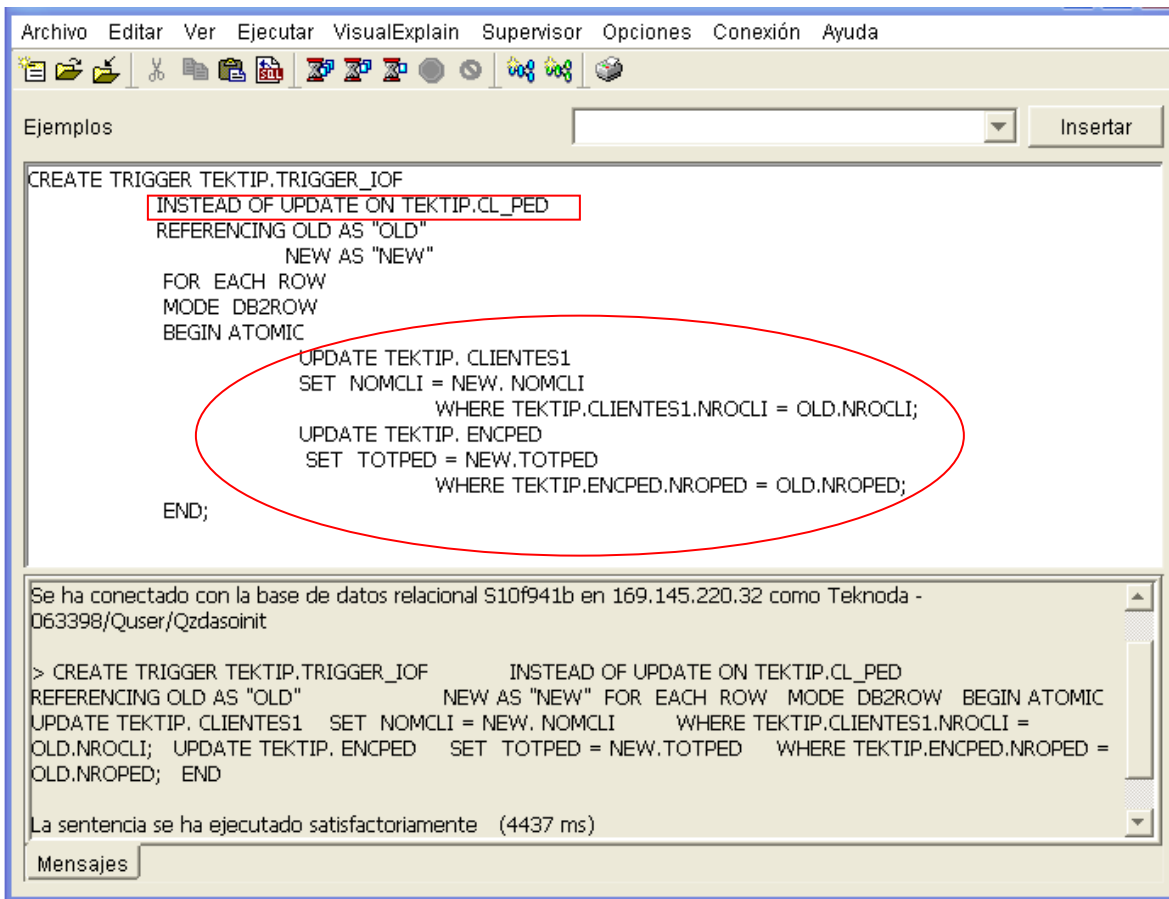 Archivo Editar Ver Ejecutar VisualExplain Supervisor Opciones Conexión Ayuda
Ejemplos Insertar
CREATE TRIGGER TEKTIP.TRIGGER_IOF
INSTEAD OF UPDATE ON TEKTIP.CL_PED
REFERENCING OLD AS "OLD"
NEW AS "NEW"
FOR EACH ROW
MODE DB2ROW
BEGIN ATOMIC
UPDATE TEKTIP. CLIENTES1
SET NOMCLI = NEW. NOMCLI
WHERE TEKTIP.CLIENTES1.NROCLI = OLD.NROCLI;
UPDATE TEKTIP. ENCPED
SET TOTPED = NEW.TOTPED
WHERE TEKTIP.ENCPED.NROPED = OLD.NROPED;
END;
Se ha conectado con la base de datos relacional S10f941b en 169.145.220.32 como Teknoda -
063398/Quser/Qzdasoinit
> CREATE TRIGGER TEKTIP.TRIGGER_IOF INSTEAD OF UPDATE ON TEKTIP.CL_PED
REFERENCING OLD AS "OLD" NEW AS "NEW" FOR EACH ROW MODE DB2ROW BEGIN ATOMIC
UPDATE TEKTIP. CLIENTES1 SET NOMCLI = NEW. NOMCLI WHERE TEKTIP.CLIENTES1.NROCLI =
OLD.NROCLI; UPDATE TEKTIP. ENCPED SET TOTPED = NEW.TOTPED WHERE TEKTIP.ENCPED.NROPED =
OLD.NROPED; END
La sentencia se ha ejecutado satisfactoriamente (4437 ms)
Mensajes